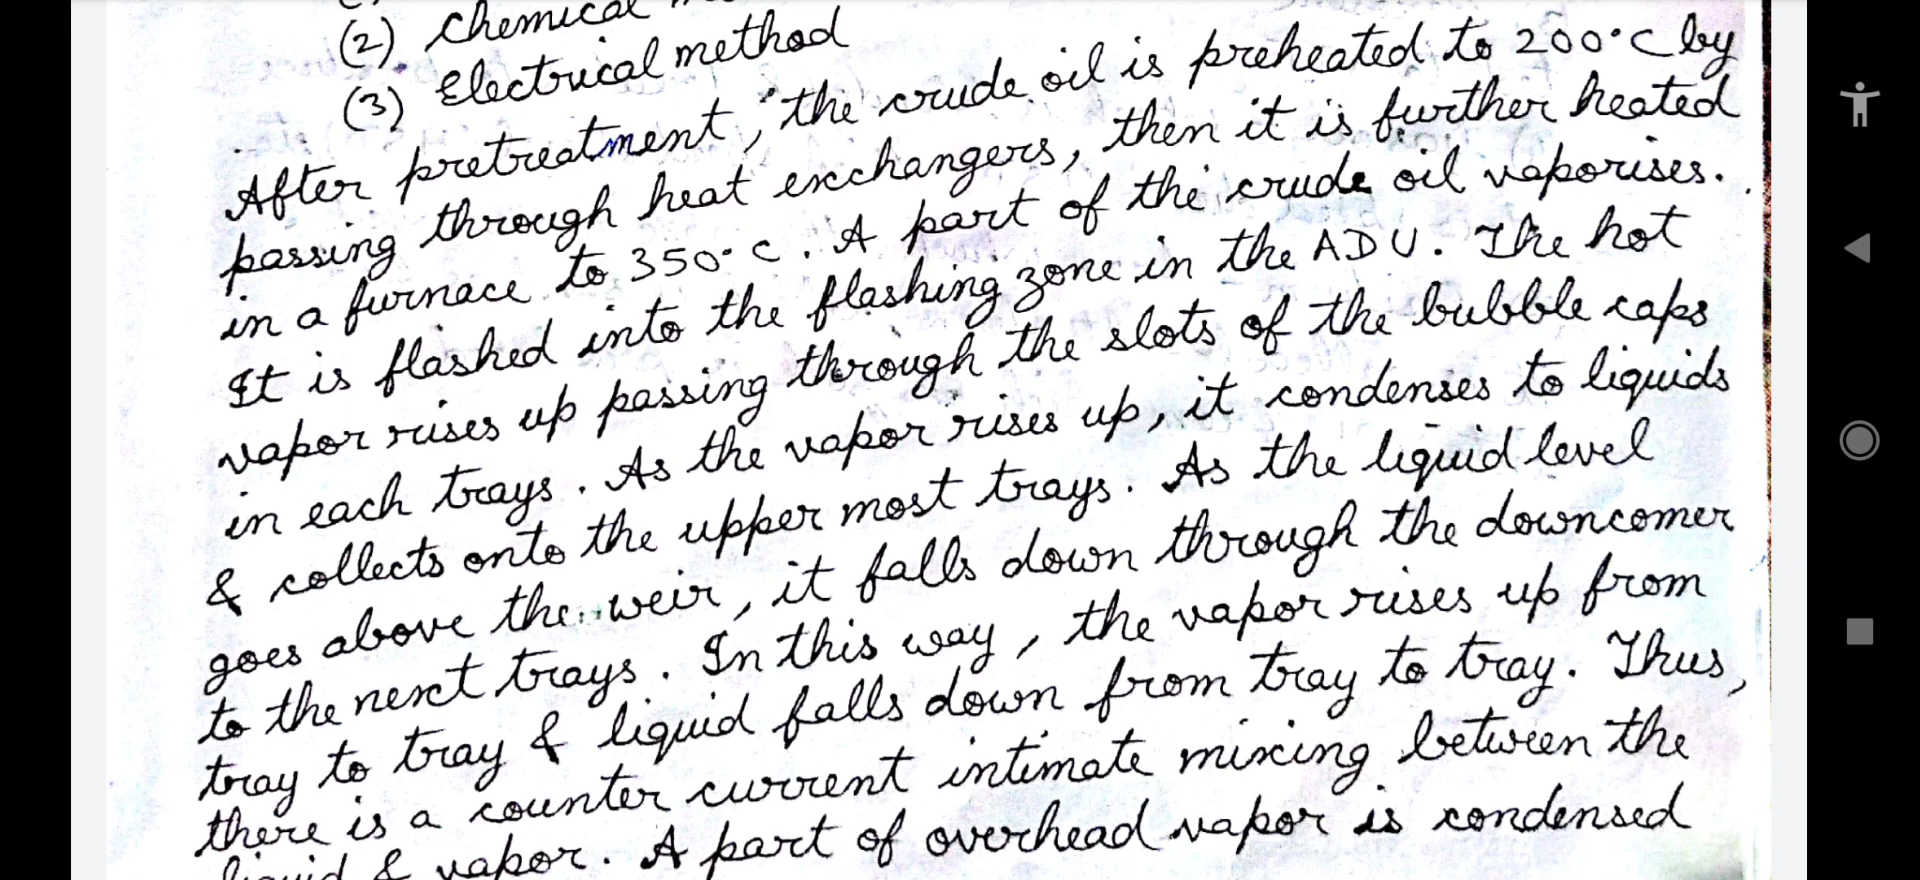 (2) Chemical
(3) Electrical method
After pretreatment, the crude oil is preheated to 200°C by
passing through heat exchangers, then it is further heated
in a furnace to 350°C. A part of the crude oil vaporises.
It is flashed into the flashing zone in the ADU. The hot
vapor rises up passing through the slots of the bubble caps
in each trays. As the vapor rises up, it condenses to liquids
& collects onto the upper most trays. As the liquid level
goes above the weir, it falls down through the downcomer
to the next trays. In this way, the vapor rises up from
tray to tray & liquid falls down from tray to tray. Thus,
there is a counter current intimate mixing between the
liquid & vapor. A part of overhead vapor is condensed